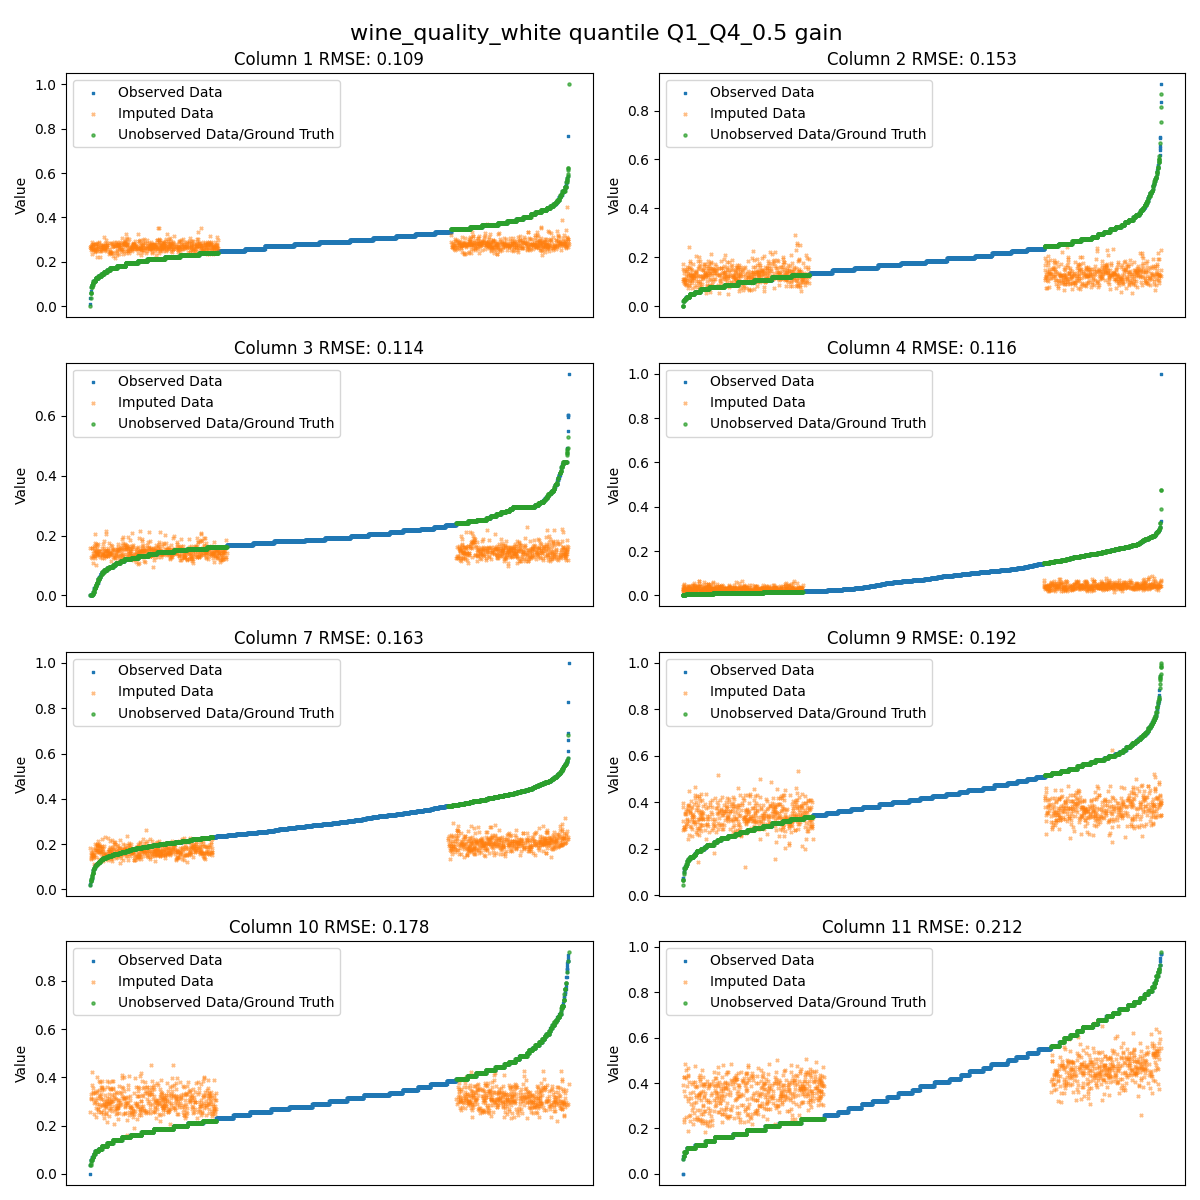 wine_quality_white quantile Q1_Q4_0.5 gain
Column 1 RMSE: 0.109
Value
1.0
0.8
0.6
0.4
0.2
0.0
Observed Data
Imputed Data
Unobserved Data/Ground Truth
Column 2 RMSE: 0.153
Value
0.8
0.6
0.4
0.2
0.0
Observed Data
Imputed Data
Unobserved Data/Ground Truth
Column 3 RMSE: 0.114
Value
0.6
0.4
0.2
0.0
Observed Data
Imputed Data
Unobserved Data/Ground Truth
Column 4 RMSE: 0.116
Value
1.0
0.8
0.6
0.4
0.2
0.0
Observed Data
Imputed Data
Unobserved Data/Ground Truth
Column 7 RMSE: 0.163
Value
1.0
0.8
0.6
0.4
0.2
0.0
Observed Data
Imputed Data
Unobserved Data/Ground Truth
Column 9 RMSE: 0.192
Value
1.0
0.8
0.6
0.4
0.2
0.0
Observed Data
Imputed Data
Unobserved Data/Ground Truth
Column 10 RMSE: 0.178
Value
0.8
0.6
0.4
0.2
0.0
Observed Data
Imputed Data
Unobserved Data/Ground Truth
Column 11 RMSE: 0.212
Value
1.0
0.8
0.6
0.4
0.2
0.0
Observed Data
Imputed Data
Unobserved Data/Ground Truth